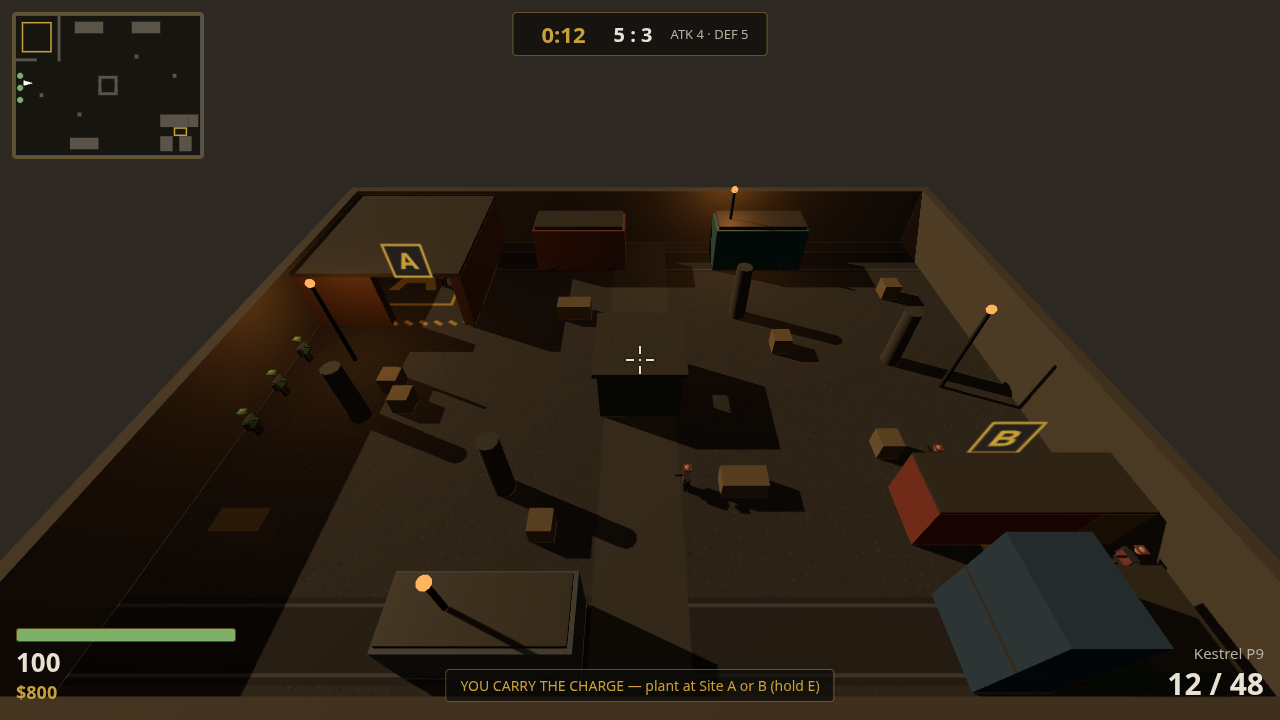 0:12 5 : 3 ATK 4 · DEF 5
A
A
B
100
$800
YOU CARRY THE CHARGE — plant at Site A or B (hold E)
Kestrel P9
12 / 48